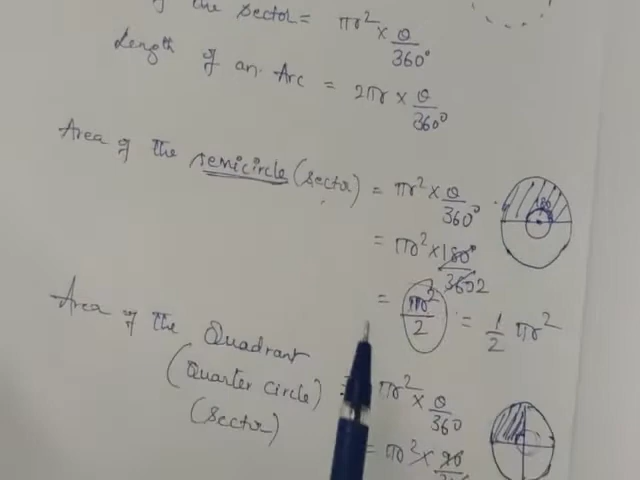 of the Sector = πr² × θ/360°
Length of an Arc = 2πr × θ/360°
Area of the semicircle (sector) = πr² × θ/360°
180°
= πr² × 180°/360° 2
= πr²/2 = 1/2 πr²
Area of the Quadrant
(Quarter circle) = πr² × θ/360
(Sector) = πr² × 90